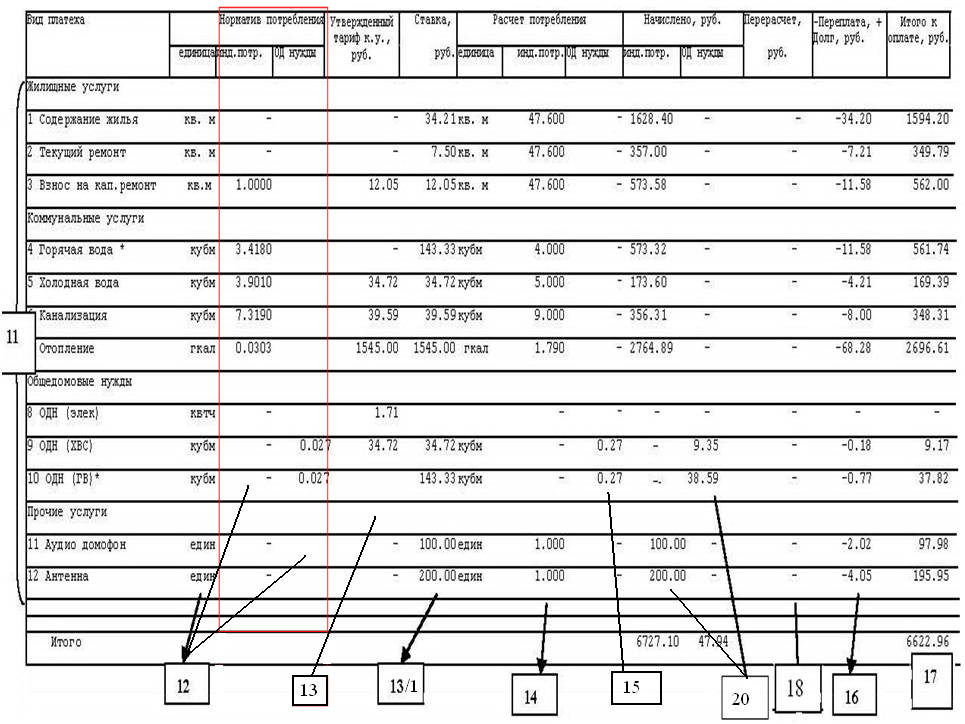 Вид платежа Норматив потребления Утвержденный тариф к.у., руб. Ставка, руб. Расчет потребления Начислено, руб. Перерасчет, руб. -Переплата, + Долг, руб. Итого к оплате, руб.
единица инд.потр. ОД нужды единица инд.потр. ОД нужды инд.потр. ОД нужды
Жилищные услуги
1 Содержание жилья кв. м - - 34.21 кв. м 47.600 - 1628.40 - - -34.20 1594.20
2 Текущий ремонт кв. м - - 7.50 кв. м 47.600 - 357.00 - - -7.21 349.79
3 Взнос на кап.ремонт кв.м 1.0000 12.05 12.05 кв. м 47.600 - 573.58 - - -11.58 562.00
Коммунальные услуги
4 Горячая вода * кубм 3.4180 - 143.33 кубм 4.000 - 573.32 - - -11.58 561.74
5 Холодная вода кубм 3.9010 34.72 34.72 кубм 5.000 - 173.60 - - -4.21 169.39
Канализация кубм 7.3190 39.59 39.59 кубм 9.000 - 356.31 - - -8.00 348.31
11
Отопление гкал 0.0303 1545.00 1545.00 гкал 1.790 - 2764.89 - - -68.28 2696.61
Общедомовые нужды
8 ОДН (элек) квтч - 1.71 - - - - - - -
9 ОДН (ХВС) кубм - 0.027 34.72 34.72 кубм - 0.27 - 9.35 - -0.18 9.17
10 ОДН (ГВ)* кубм - 0.027 143.33 кубм - 0.27 - 38.59 - -0.77 37.82
Прочие услуги
11 Аудио домофон един - - 100.00 един 1.000 - 100.00 - - -2.02 97.98
12 Антенна един - - 200.00 един 1.000 - 200.00 - - -4.05 195.95
Итого 6727.10 47.94 6622.96
12 13 13/1 14 15 20 18 16 17